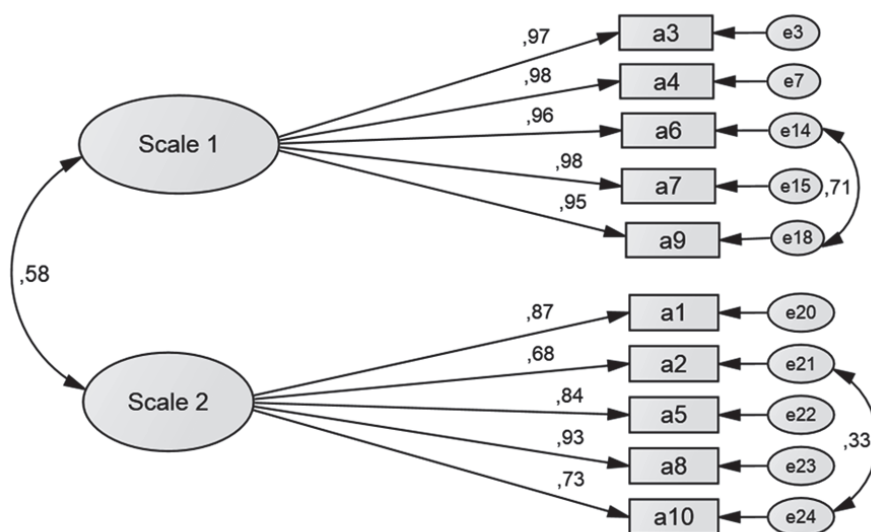 ,97
a3
e3
,98
a4
e7
Scale 1
,96
a6
e14
,98
a7
e15
,71
,95
a9
e18
,58
,87
a1
e20
,68
a2
e21
Scale 2
,84
a5
e22
,33
,93
a8
e23
,73
a10
e24